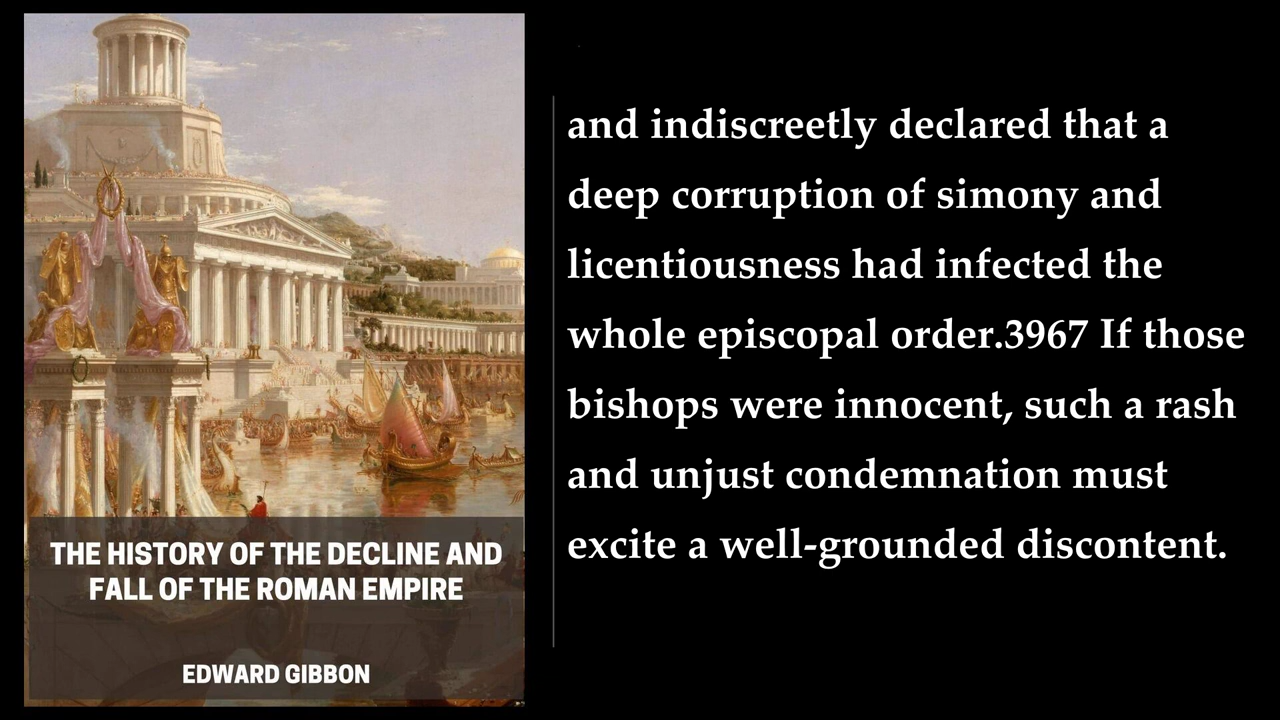 THE HISTORY OF THE DECLINE AND
FALL OF THE ROMAN EMPIRE
EDWARD GIBBON
and indiscreetly declared that a
deep corruption of simony and
licentiousness had infected the
whole episcopal order.3967 If those
bishops were innocent, such a rash
and unjust condemnation must
excite a well-grounded discontent.